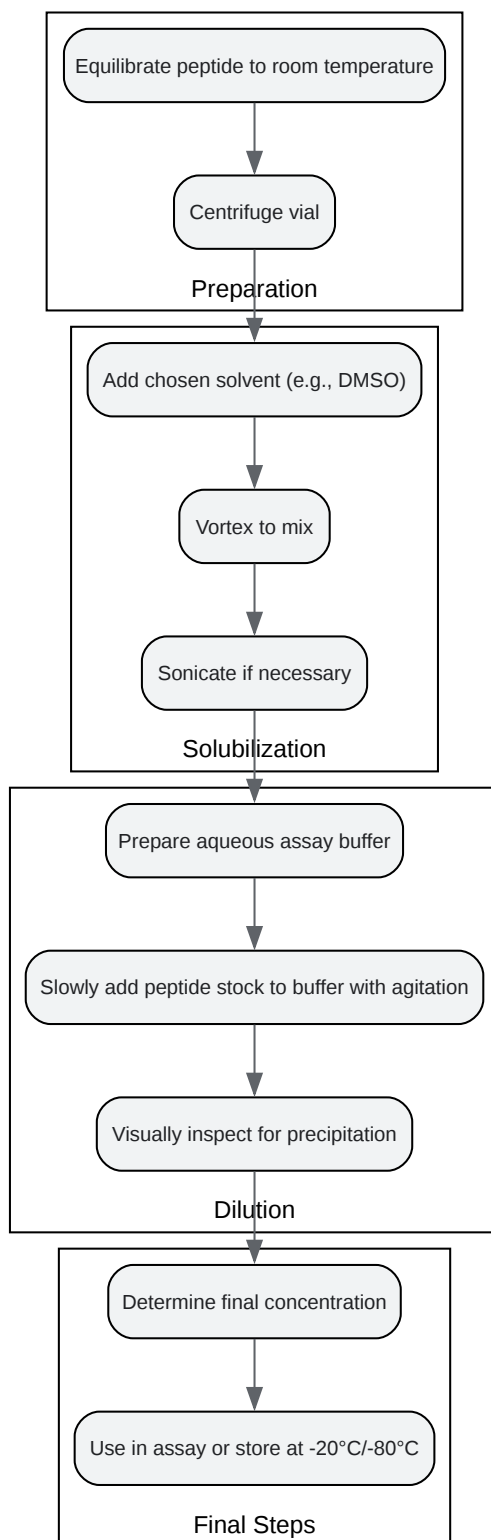 Equilibrate peptide to room temperature
Centrifuge vial
Preparation
Add chosen solvent (e.g., DMSO)
Vortex to mix
Sonicate if necessary
Solubilization
Prepare aqueous assay buffer
Slowly add peptide stock to buffer with agitation
Visually inspect for precipitation
Dilution
Determine final concentration
Use in assay or store at -20°C/-80°C
Final Steps